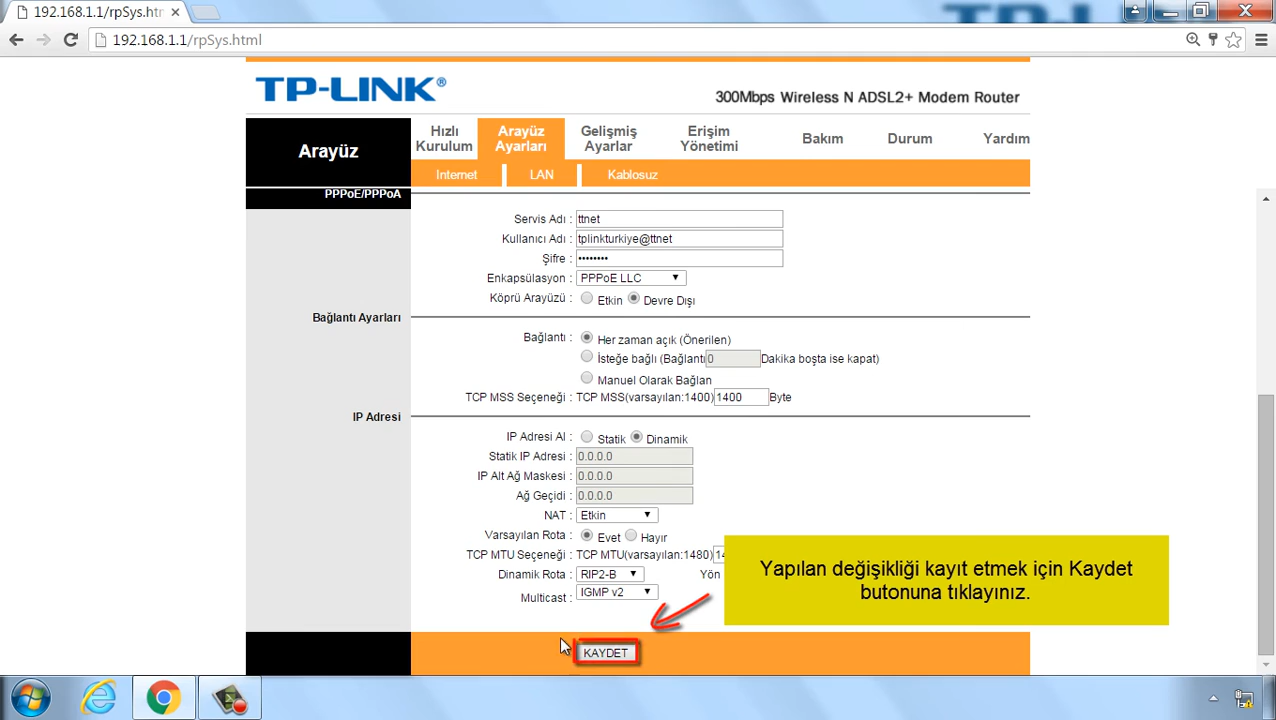 192.168.1.1/rpSys.htm
192.168.1.1/rpSys.html
TP-LINK®
300Mbps Wireless N ADSL2+ Modem Router
Arayüz
Hızlı Kurulum
Arayüz Ayarları
Gelişmiş Ayarlar
Erişim Yönetimi
Bakım
Durum
Yardım
Internet
LAN
Kablosuz
PPPoE/PPPoA
Servis Adı : ttnet
Kullanıcı Adı : tplinkturkiye@ttnet
Şifre : ••••••••
Enkapsülasyon : PPPoE LLC
Köprü Arayüzü : Etkin Devre Dışı
Bağlantı Ayarları
Bağlantı : Her zaman açık (Önerilen)
İsteğe bağlı (Bağlantı 0 Dakika boşta ise kapat)
Manuel Olarak Bağlan
TCP MSS Seçeneği : TCP MSS(varsayılan:1400) 1400 Byte
IP Adresi
IP Adresi Al : Statik Dinamik
Statik IP Adresi : 0.0.0.0
IP Alt Ağ Maskesi : 0.0.0.0
Ağ Geçidi : 0.0.0.0
NAT : Etkin
Varsayılan Rota : Evet Hayır
TCP MTU Seçeneği : TCP MTU(varsayılan:1480)
Dinamik Rota : RIP2-B Yön
Multicast : IGMP v2
Yapılan değişikliği kayıt etmek için Kaydet
butonuna tıklayınız.
KAYDET